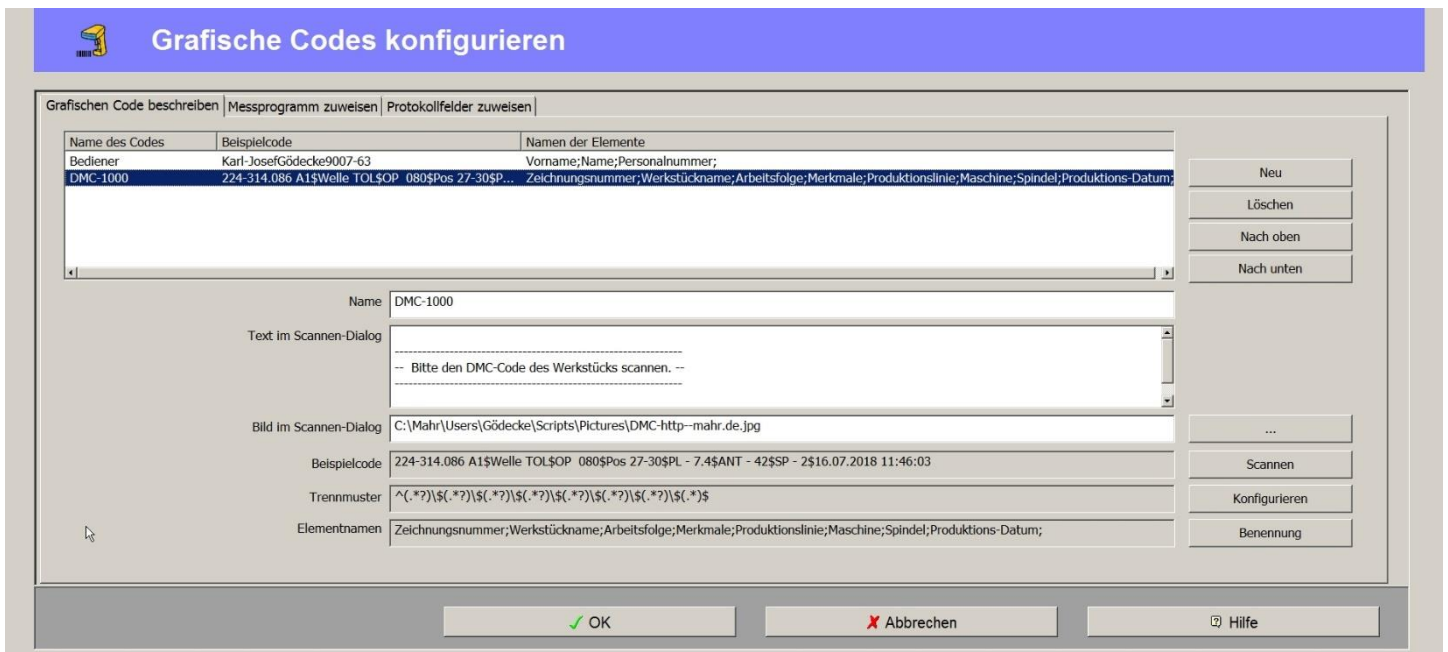 Grafische Codes konfigurieren
Grafischen Code beschreiben Messprogramm zuweisen Protokollfelder zuweisen
Name des Codes Beispielcode Namen der Elemente
Bediener Karl-JosefGödecke9007-63 Vorname;Name;Personalnummer;
DMC-1000 224-314.086 A1$Welle TOL$OP 080$Pos 27-30$P... Zeichnungsnummer;Werkstückname;Arbeitsfolge;Merkmale;Produktionslinie;Maschine;Spindel;Produktions-Datum;
Neu
Löschen
Nach oben
Nach unten
Name DMC-1000
Text im Scannen-Dialog
----------------------------------------------------------------
-- Bitte den DMC-Code des Werkstücks scannen. --
----------------------------------------------------------------
Bild im Scannen-Dialog C:\Mahr\Users\Gödecke\Scripts\Pictures\DMC-http--mahr.de.jpg ...
Beispielcode 224-314.086 A1$Welle TOL$OP  080$Pos 27-30$PL - 7.4$ANT - 42$SP - 2$16.07.2018 11:46:03 Scannen
Trennmuster ^(.*?)\$(.*?)\$(.*?)\$(.*?)\$(.*?)\$(.*?)\$(.*?)\$(.*)$ Konfigurieren
Elementnamen Zeichnungsnummer;Werkstückname;Arbeitsfolge;Merkmale;Produktionslinie;Maschine;Spindel;Produktions-Datum; Benennung
OK Abbrechen Hilfe